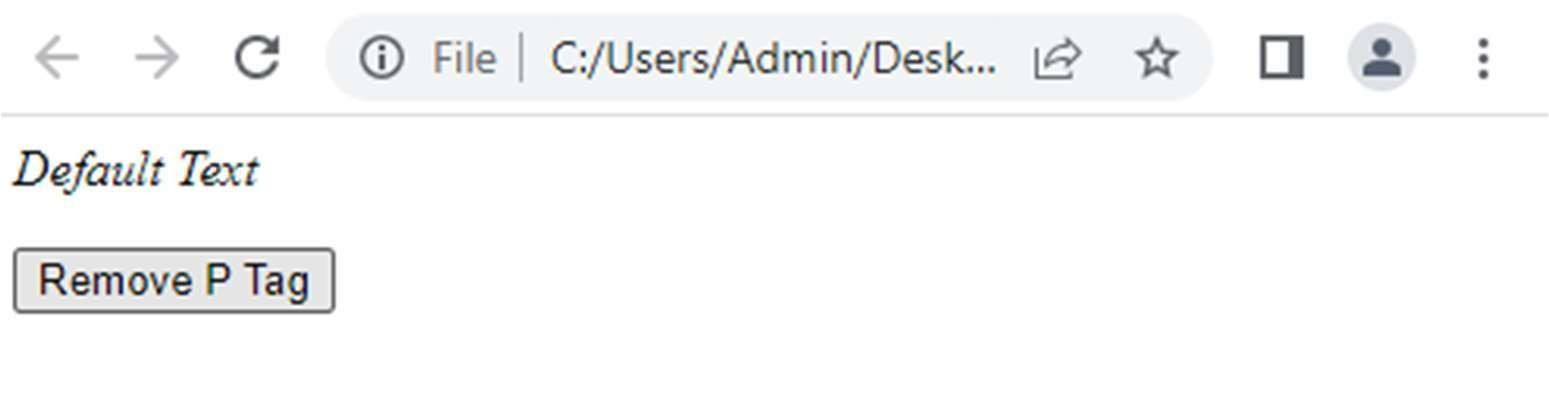 File C:/Users/Admin/Desk...
Default Text
Remove P Tag